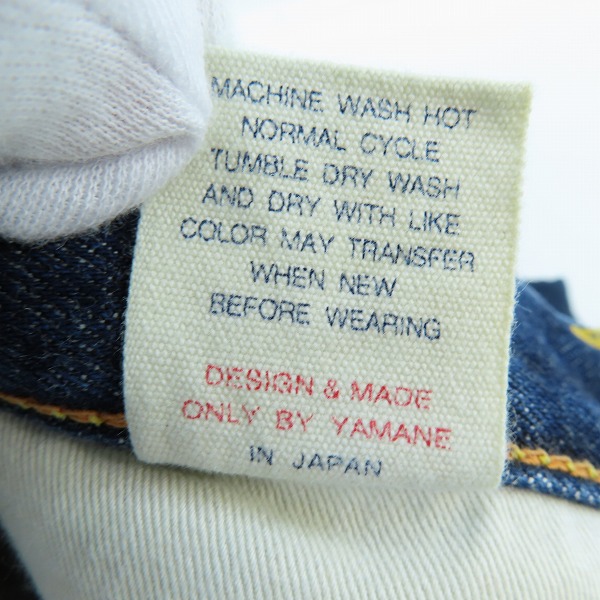 MACHINE WASH HOT
NORMAL CYCLE
TUMBLE DRY WASH
AND DRY WITH LIKE
COLOR MAY TRANSFER
WHEN NEW
BEFORE WEARING
DESIGN & MADE
ONLY BY YAMANE
IN JAPAN